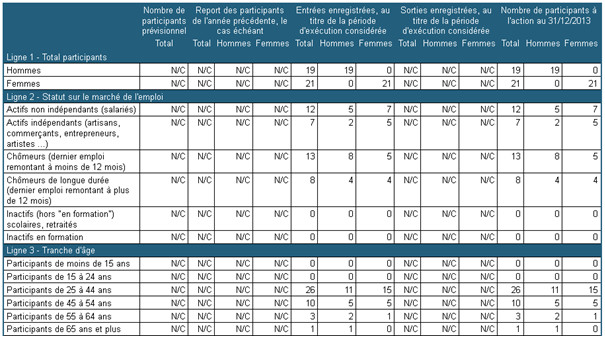 Nombre de participants prévisionnel
Report des participants de l'année précédente, le cas échéant
Entrées enregistrées, au titre de la période d'exécution considérée
Sorties enregistrées, au titre de la période d'exécution considérée
Nombre de participants à l'action au 31/12/2013
Total Total Hommes Femmes Total Hommes Femmes Total Hommes Femmes Total Hommes Femmes
Ligne 1 - Total participants
Hommes N/C N/C N/C N/C 19 19 0 N/C N/C N/C 19 19 0
Femmes N/C N/C N/C N/C 21 0 21 N/C N/C N/C 21 0 21
Ligne 2 - Statut sur le marché de l'emploi
Actifs non indépendants (salariés) N/C N/C N/C N/C 12 5 7 N/C N/C N/C 12 5 7
Actifs indépendants (artisans, commerçants, entrepreneurs, artistes ...) N/C N/C N/C N/C 7 2 5 N/C N/C N/C 7 2 5
Chômeurs (dernier emploi remontant à moins de 12 mois) N/C N/C N/C N/C 13 8 5 N/C N/C N/C 13 8 5
Chômeurs de longue durée (dernier emploi remontant à plus de 12 mois) N/C N/C N/C N/C 8 4 4 N/C N/C N/C 8 4 4
Inactifs (hors "en formation") scolaires, retraités N/C N/C N/C N/C 0 0 0 N/C N/C N/C 0 0 0
Inactifs en formation N/C N/C N/C N/C 0 0 0 N/C N/C N/C 0 0 0
Ligne 3 - Tranche d'âge
Participants de moins de 15 ans N/C N/C N/C N/C 0 0 0 N/C N/C N/C 0 0 0
Participants de 15 à 24 ans N/C N/C N/C N/C 0 0 0 N/C N/C N/C 0 0 0
Participants de 25 à 44 ans N/C N/C N/C N/C 26 11 15 N/C N/C N/C 26 11 15
Participants de 45 à 54 ans N/C N/C N/C N/C 10 5 5 N/C N/C N/C 10 5 5
Participants de 55 à 64 ans N/C N/C N/C N/C 3 2 1 N/C N/C N/C 3 2 1
Participants de 65 ans et plus N/C N/C N/C N/C 1 1 0 N/C N/C N/C 1 1 0